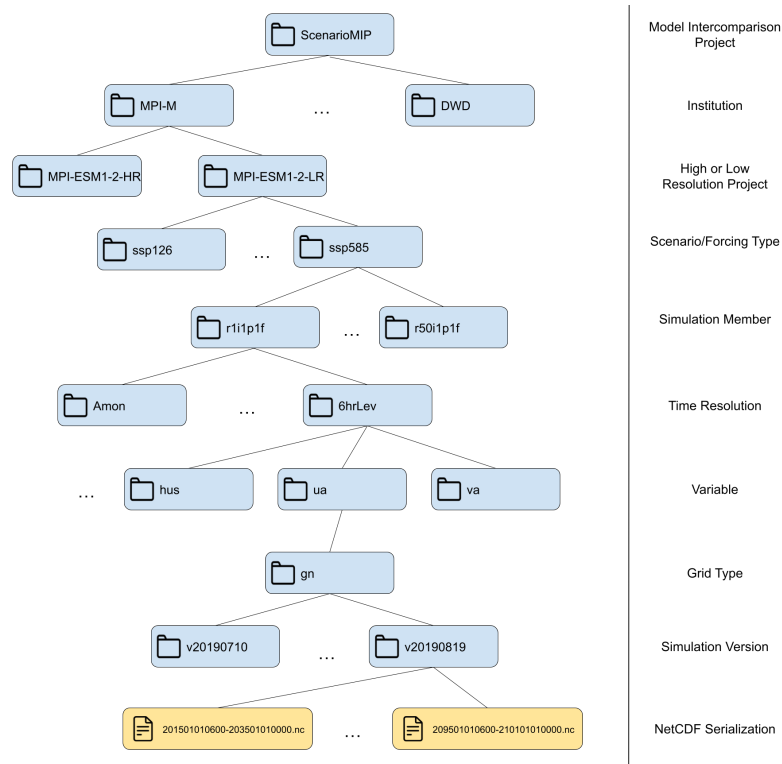 ScenarioMIP
Model Intercomparison
Project
MPI-M
...
DWD
Institution
MPI-ESM1-2-HR
MPI-ESM1-2-LR
High or Low
Resolution Project
ssp126
...
ssp585
Scenario/Forcing Type
r1i1p1f
...
r50i1p1f
Simulation Member
Amon
...
6hrLev
Time Resolution
...
hus
ua
va
Variable
gn
Grid Type
v20190710
...
v20190819
Simulation Version
201501010600-203501010000.nc
...
209501010600-210101010000.nc
NetCDF Serialization